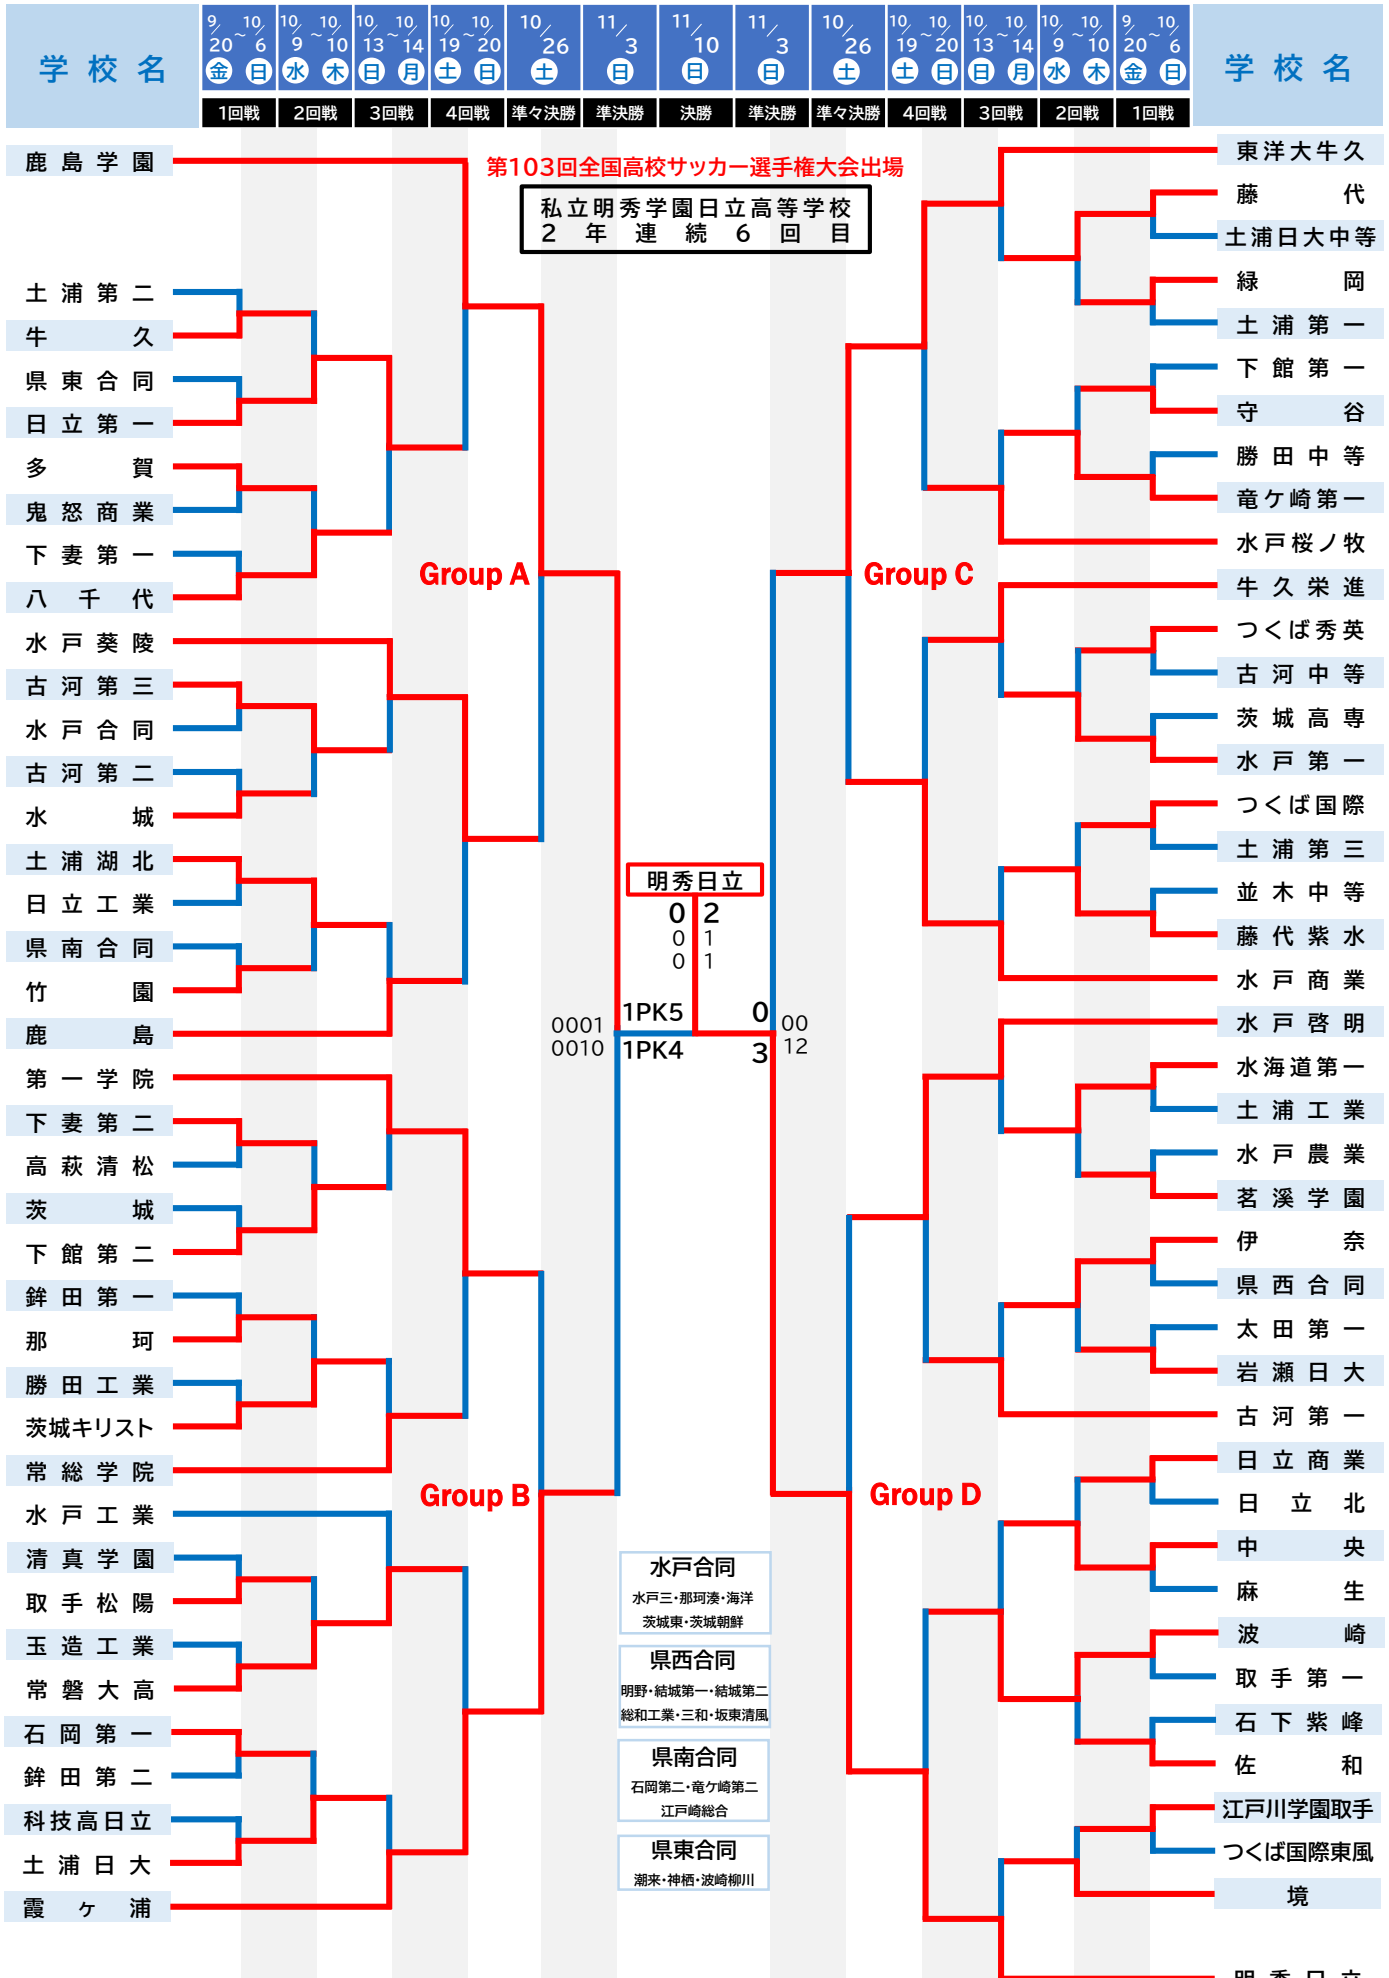 学校名
9/20~10/6 10/9~10/10 10/13~10/14 10/19~10/20 10/26 11/3 11/10 11/3 10/26 10/19~10/20 10/13~10/14 10/9~10/10 9/20~10/6
金 日 水 木 日 月 土 日 土 日 日 日 土 土 日 日 月 水 木 金 日
1回戦 2回戦 3回戦 4回戦 準々決勝 準決勝 決勝 準決勝 準々決勝 4回戦 3回戦 2回戦 1回戦
学校名
第103回全国高校サッカー選手権大会出場
私立明秀学園日立高等学校
2年連続6回目
鹿島学園
土浦第二
牛久
県東合同
日立第一
多賀
鬼怒商業
下妻第一
八千代
水戸葵陵
古河第三
水戸合同
古河第二
水城
土浦湖北
日立工業
県南合同
竹園
鹿島
第一学院
下妻第二
高萩清松
茨城
下館第二
鉾田第一
那珂
勝田工業
茨城キリスト
常総学院
水戸工業
清真学園
取手松陽
玉造工業
常磐大高
石岡第一
鉾田第二
科技高日立
土浦日大
霞ヶ浦
Group A
Group B
明秀日立
0 2
0 1
0 1
0001 1PK5 0 00
0010 1PK4 3 12
水戸合同
水戸三・那珂湊・海洋
茨城東・茨城朝鮮
県西合同
明野・結城第一・結城第二
総和工業・三和・坂東清風
県南合同
石岡第二・竜ケ崎第二
江戸崎総合
県東合同
潮来・神栖・波崎柳川
Group C
Group D
東洋大牛久
藤代
土浦日大中等
緑岡
土浦第一
下館第一
守谷
勝田中等
竜ケ崎第一
水戸桜ノ牧
牛久栄進
つくば秀英
古河中等
茨城高専
水戸第一
つくば国際
土浦第三
並木中等
藤代紫水
水戸商業
水戸啓明
水海道第一
土浦工業
水戸農業
茗溪学園
伊奈
県西合同
太田第一
岩瀬日大
古河第一
日立商業
日立北
中央
麻生
波崎
取手第一
石下紫峰
佐和
江戸川学園取手
つくば国際東風
境
明秀日立